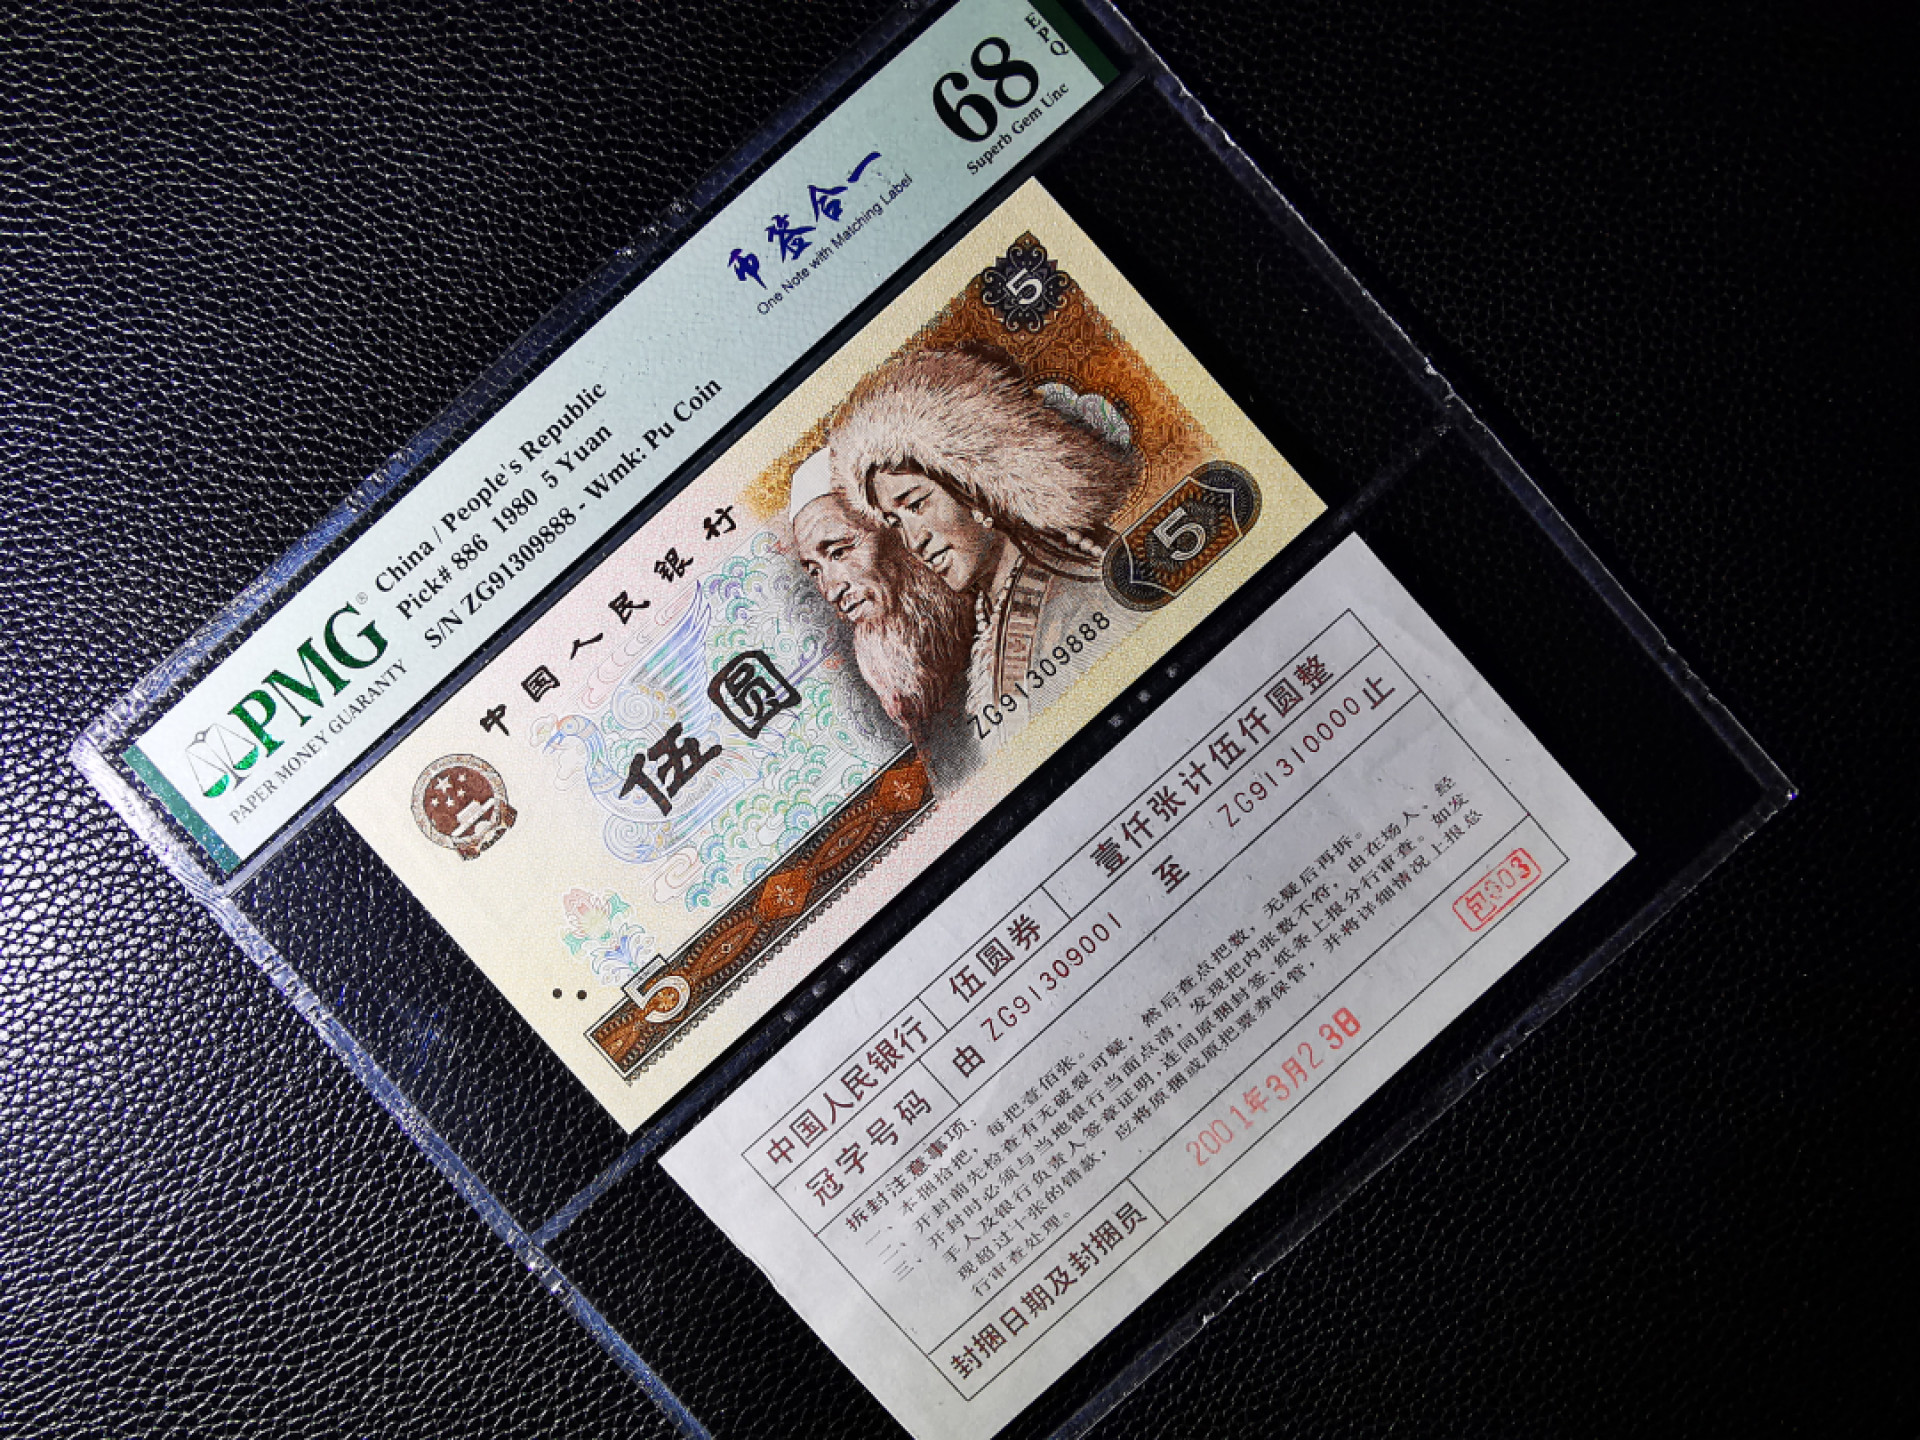 PMG®
PAPER MONEY GUARANTY
China / People's Republic
Pick# 886 1980 5 Yuan
S/N ZG91309888 - Wmk: Pu Coin
币签合一
One Note with Matching Label
68
EPQ
Superb Gem Unc
中国人民银行
伍圆
5
5
5
ZG91309888
中国人民银行 伍圆券 壹仟张计伍仟圆整
冠字号码 由 ZG91309001 至 ZG91310000 止
拆封注意事项：
一、本捆拾把，每把壹佰张。
二、开封前先检查有无破裂可疑，然后查点把数，无疑后再拆。
三、开封时必须与当地银行当面点清，发现把内张数不符，由在场人、经
手人及银行负责人签章证明，连同原捆封签、纸条上报分行审查。如发
现超过十张的错款，应将原捆或原把票券保管，并将详细情况上报总
行审查处理。
封捆日期及封捆员
2001年3月23日
包303